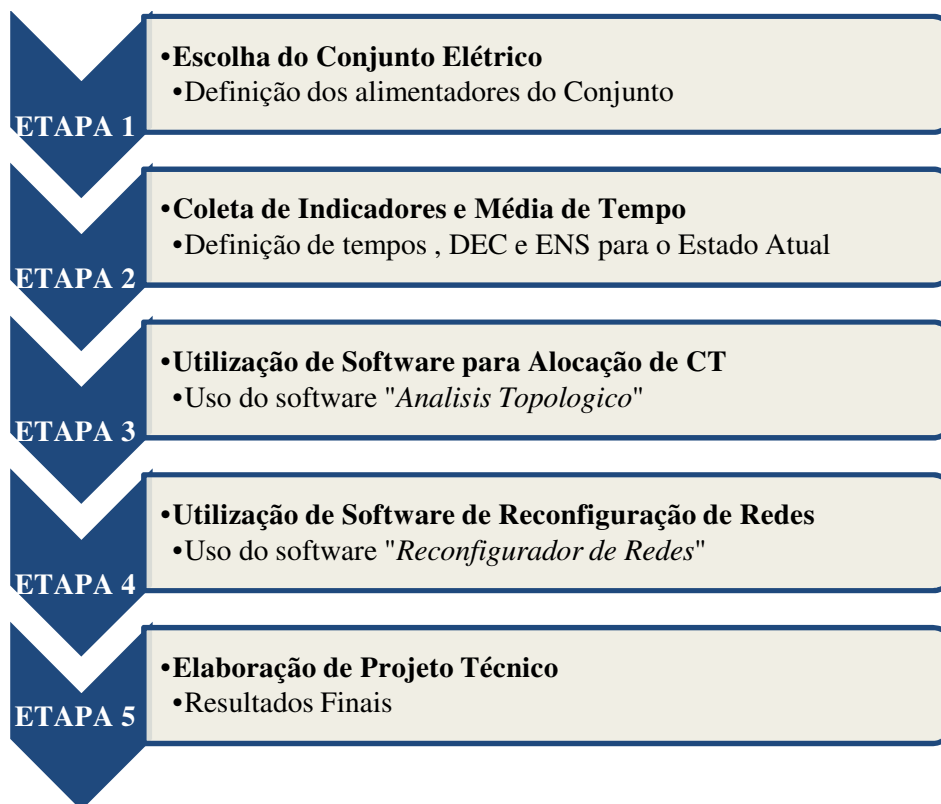 ETAPA 1
•Escolha do Conjunto Elétrico
•Definição dos alimentadores do Conjunto
ETAPA 2
•Coleta de Indicadores e Média de Tempo
•Definição de tempos , DEC e ENS para o Estado Atual
ETAPA 3
•Utilização de Software para Alocação de CT
•Uso do software "Analisis Topologico"
ETAPA 4
•Utilização de Software de Reconfiguração de Redes
•Uso do software "Reconfigurador de Redes"
ETAPA 5
•Elaboração de Projeto Técnico
•Resultados Finais